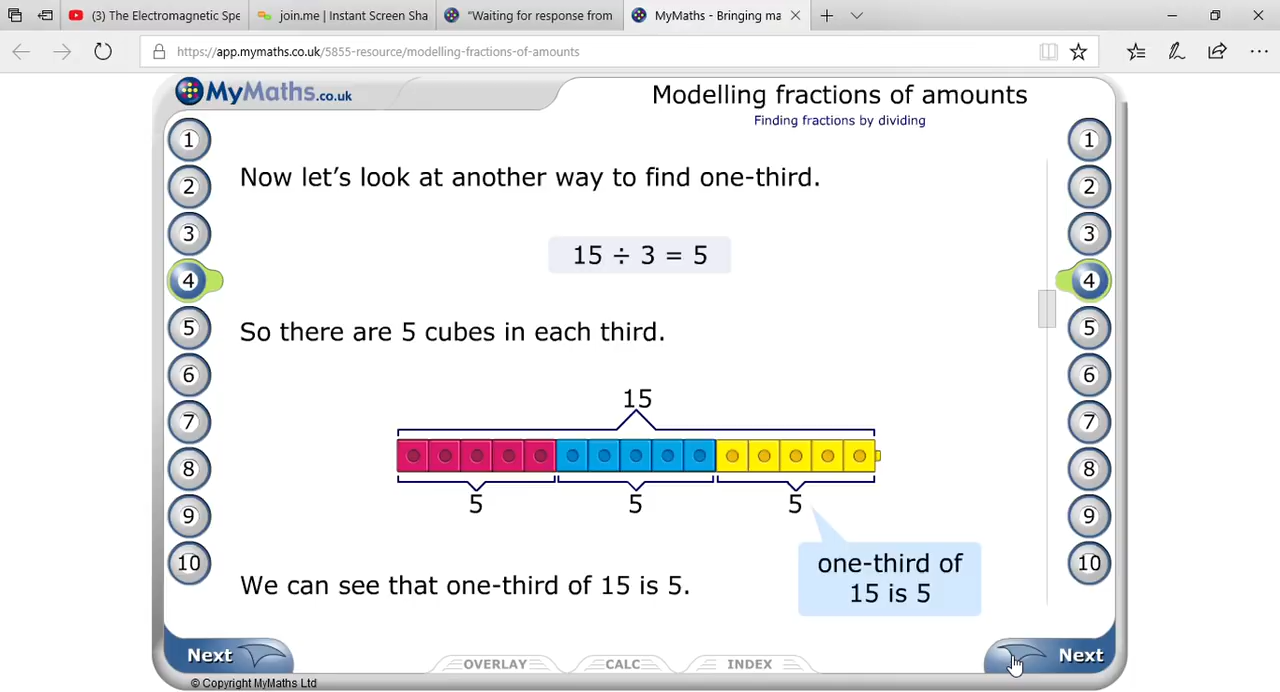 (3) The Electromagnetic Spe
join.me | Instant Screen Sha
"Waiting for response from
MyMaths - Bringing ma
https://app.mymaths.co.uk/5855-resource/modelling-fractions-of-amounts
MyMaths.co.uk
Modelling fractions of amounts
Finding fractions by dividing
1
2
3
4
5
6
7
8
9
10
Now let's look at another way to find one-third.
15 ÷ 3 = 5
So there are 5 cubes in each third.
15
5 5 5
one-third of
15 is 5
We can see that one-third of 15 is 5.
1
2
3
4
5
6
7
8
9
10
Next
OVERLAY CALC INDEX
Next
© Copyright MyMaths Ltd